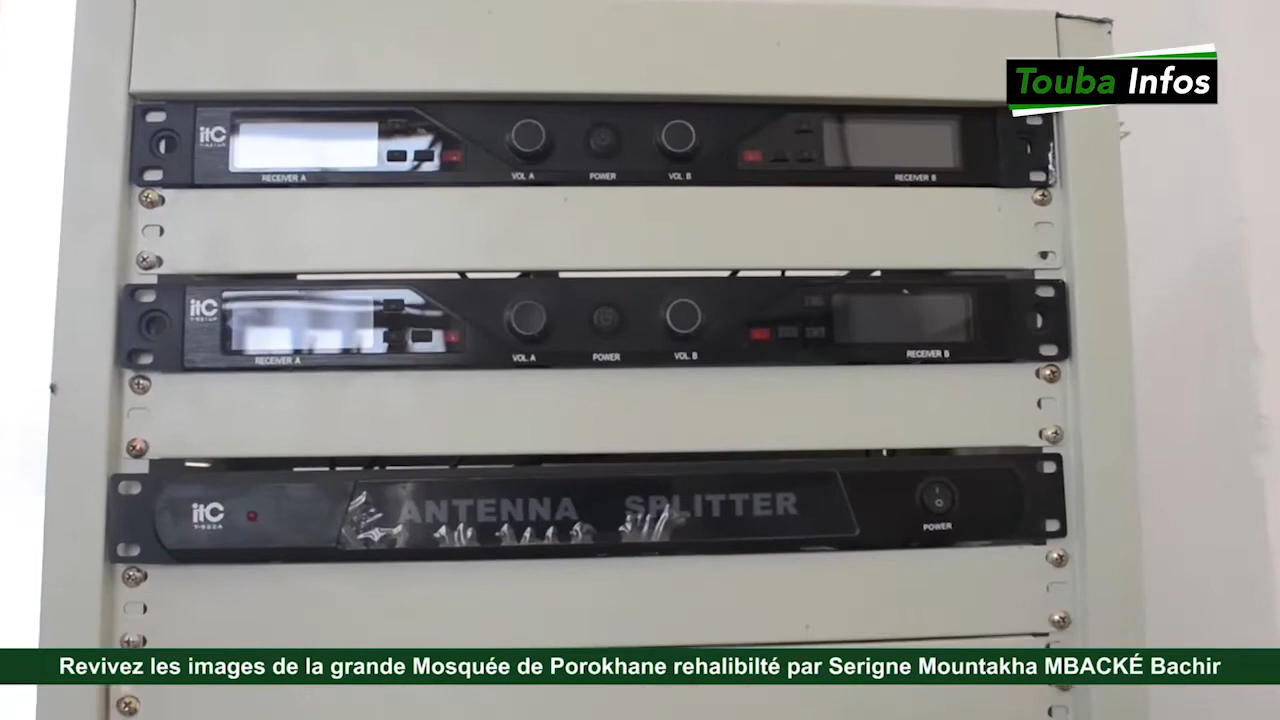 Touba Infos
itC
RECEIVER A
VOL A
POWER
VOL B
RECEIVER B
itC
RECEIVER A
VOL A
POWER
VOL B
RECEIVER B
itC
ANTENNA SPLITTER
POWER
Revivez les images de la grande Mosquée de Porokhane rehalibilté par Serigne Mountakha MBACKÉ Bachir